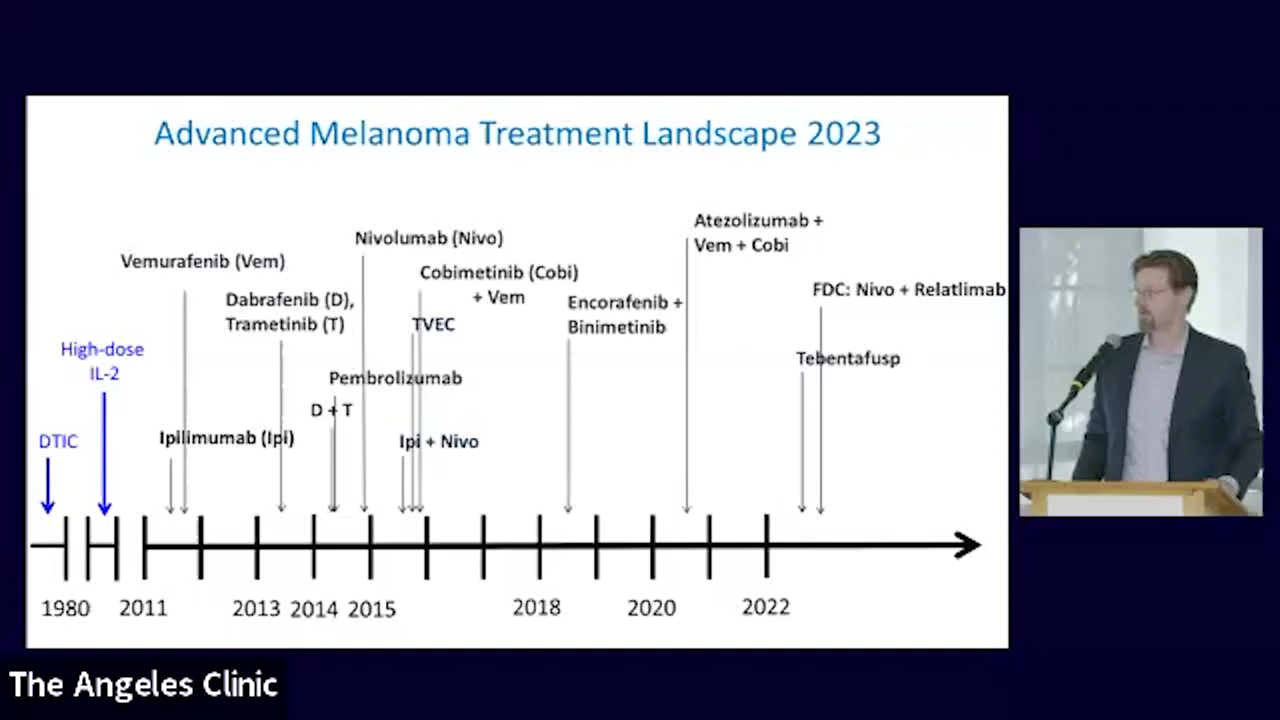 Advanced Melanoma Treatment Landscape 2023
Atezolizumab +
Vem + Cobi
Nivolumab (Nivo)
Vemurafenib (Vem)
Cobimetinib (Cobi)
+ Vem
FDC: Nivo + Relatlimab
Dabrafenib (D),
Trametinib (T)
Encorafenib +
Binimetinib
TVEC
High-dose
IL-2
Tebentafusp
Pembrolizumab
D + T
DTIC
Ipilimumab (Ipi)
Ipi + Nivo
1980 2011 2013 2014 2015 2018 2020 2022
The Angeles Clinic